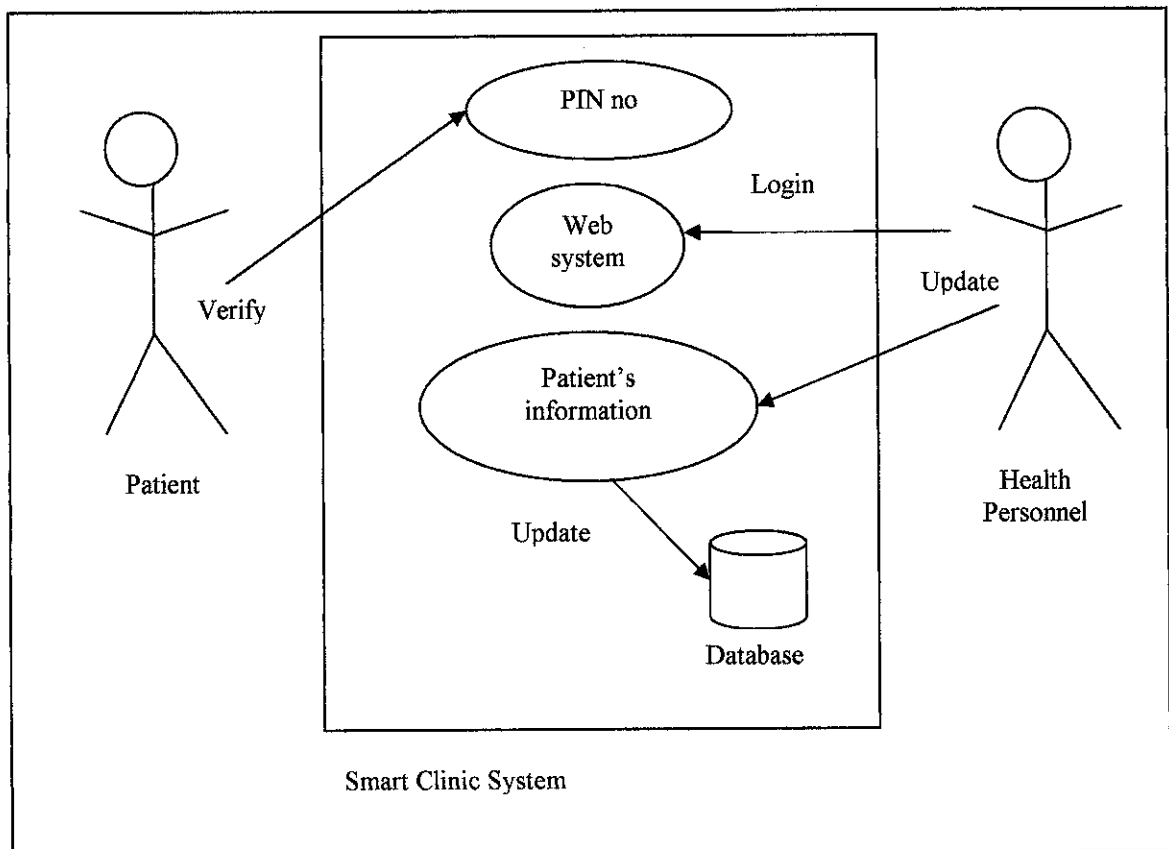 PIN no
Login
Web
system
Update
Verify
Patient's
information
Patient
Health
Personnel
Update
Database
Smart Clinic System